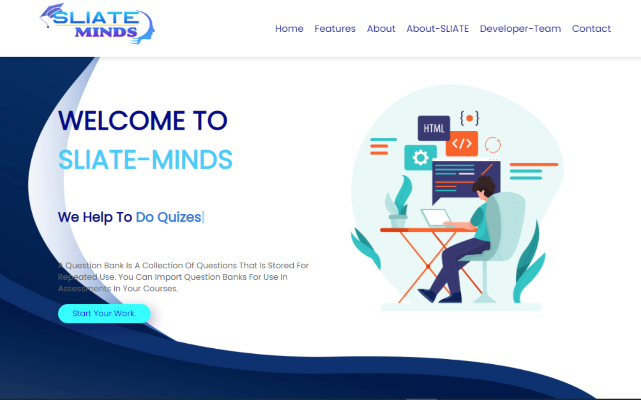 SLIATE
MINDS
Home Features About About-SLIATE Developer-Team Contact
WELCOME TO
SLIATE-MINDS
We Help To Do Quizes|
A Question Bank Is A Collection Of Questions That Is Stored For
Repeated Use. You Can Import Question Banks For Use In
Assessments In Your Courses.
Start Your Work.
HTML
{ }
</>